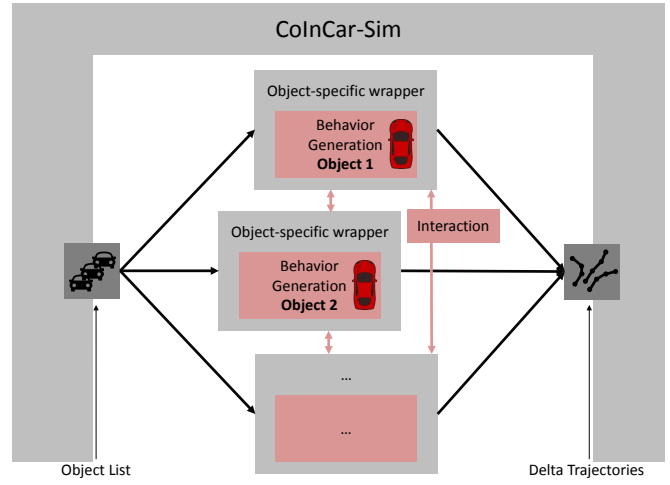 CoInCar-Sim
Object-specific wrapper
Behavior
Generation
Object 1
Interaction
Object-specific wrapper
Behavior
Generation
Object 2
...
...
Object List
Delta Trajectories